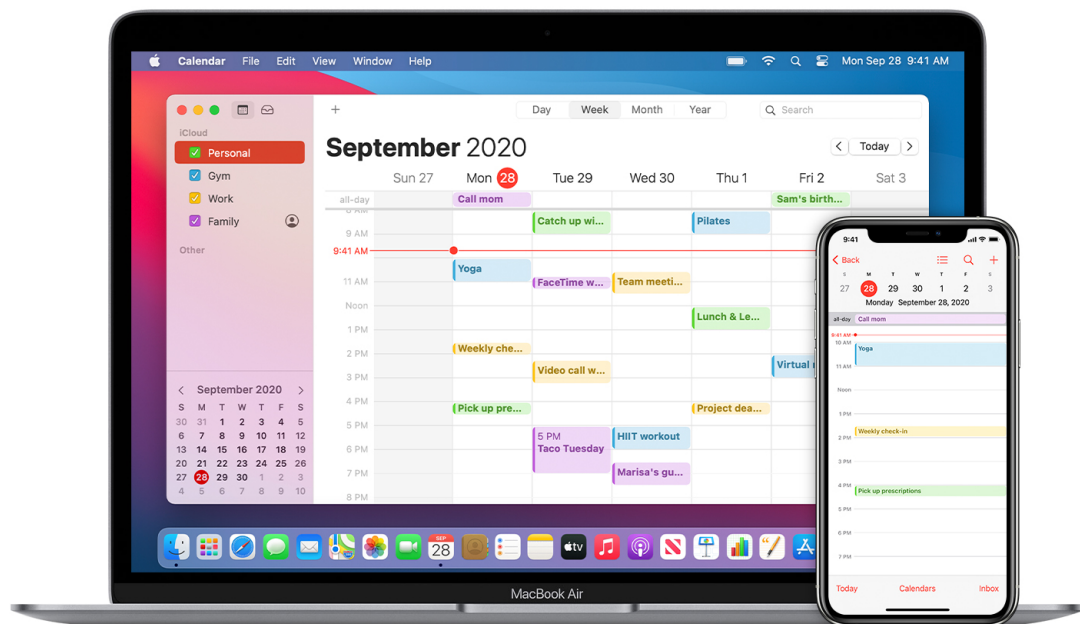 Calendar File Edit View Window Help Mon Sep 28 9:41 AM
iCloud
Personal
Gym
Work
Family
Other
Day Week Month Year Search
September 2020
Today
Sun 27 Mon 28 Tue 29 Wed 30 Thu 1 Fri 2 Sat 3
all-day Call mom Sam's birth...
Catch up wi... Pilates
9 AM
9:41 AM
Yoga
11 AM FaceTime w... Team meeti...
Noon
Lunch & Le...
1 PM
Weekly che...
2 PM
Video call w... Virtual
3 PM
4 PM Pick up pre... Project dea...
5 PM
5 PM HIIT workout
Taco Tuesday
6 PM
7 PM Marisa's gu...
8 PM
September 2020
S M T W T F S
30 31 1 2 3 4 5
6 7 8 9 10 11 12
13 14 15 16 17 18 19
20 21 22 23 24 25 26
27 28 29 30 1 2 3
4 5 6 7 8 9 10
SEP
28
tv
MacBook Air
9:41
Back
S M T W T F S
27 28 29 30 1 2 3
Monday September 28, 2020
all-day Call mom
9:41 AM
10 AM
Yoga
11 AM
Noon
1 PM
Weekly check-in
2 PM
3 PM
4 PM
Pick up prescriptions
5 PM
6 PM
7 PM
Today Calendars Inbox